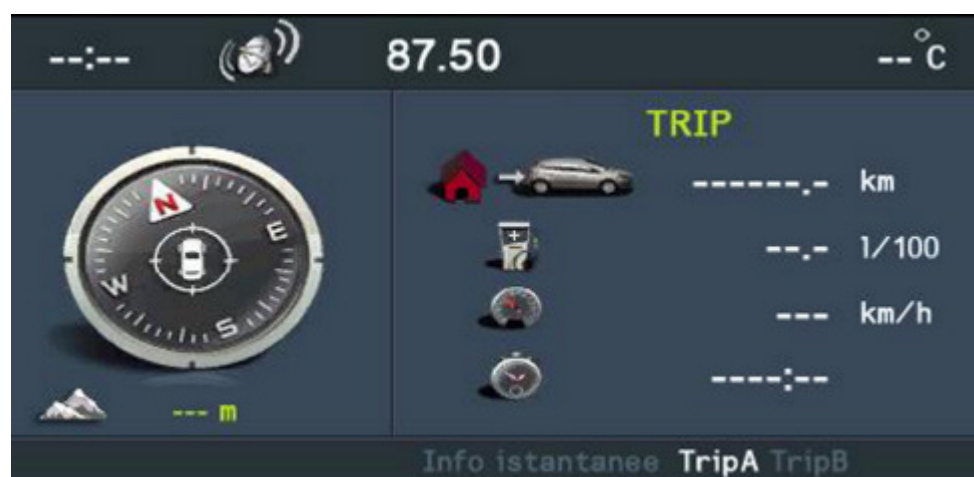 --:-- 87.50 --°C
TRIP
------.- km
--.- l/100
--- km/h
----:--
N
E
W
S
--- m
Info istantanee TripA TripB